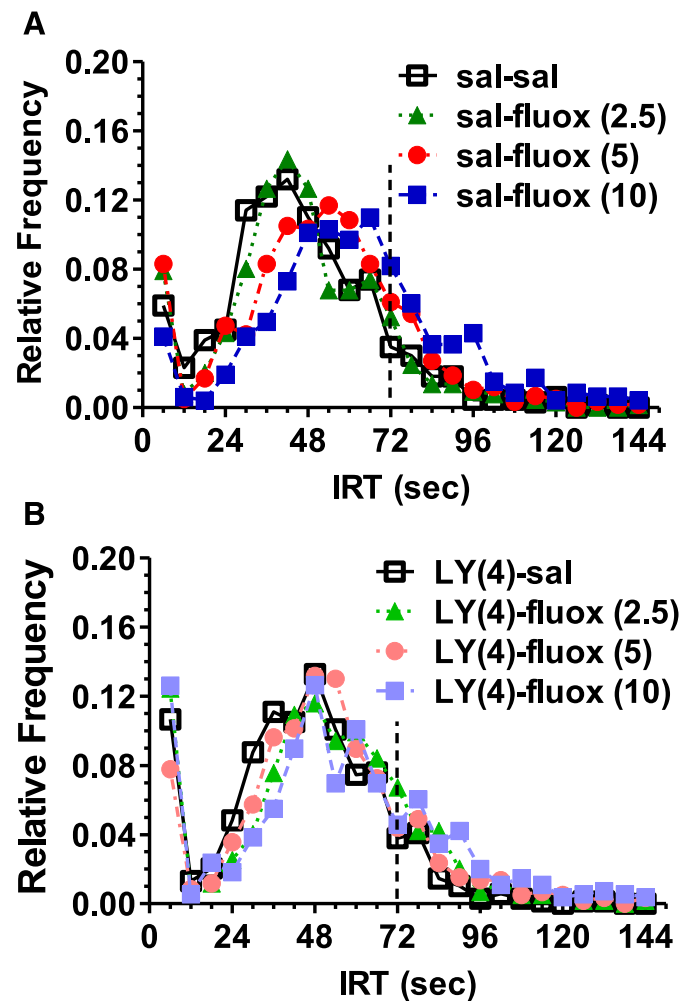 A
0.20
0.16
0.12
0.08
0.04
0.00
Relative Frequency
sal-sal
sal-fluox (2.5)
sal-fluox (5)
sal-fluox (10)
0 24 48 72 96 120 144
IRT (sec)
B
0.20
0.16
0.12
0.08
0.04
0.00
Relative Frequency
LY(4)-sal
LY(4)-fluox (2.5)
LY(4)-fluox (5)
LY(4)-fluox (10)
0 24 48 72 96 120 144
IRT (sec)